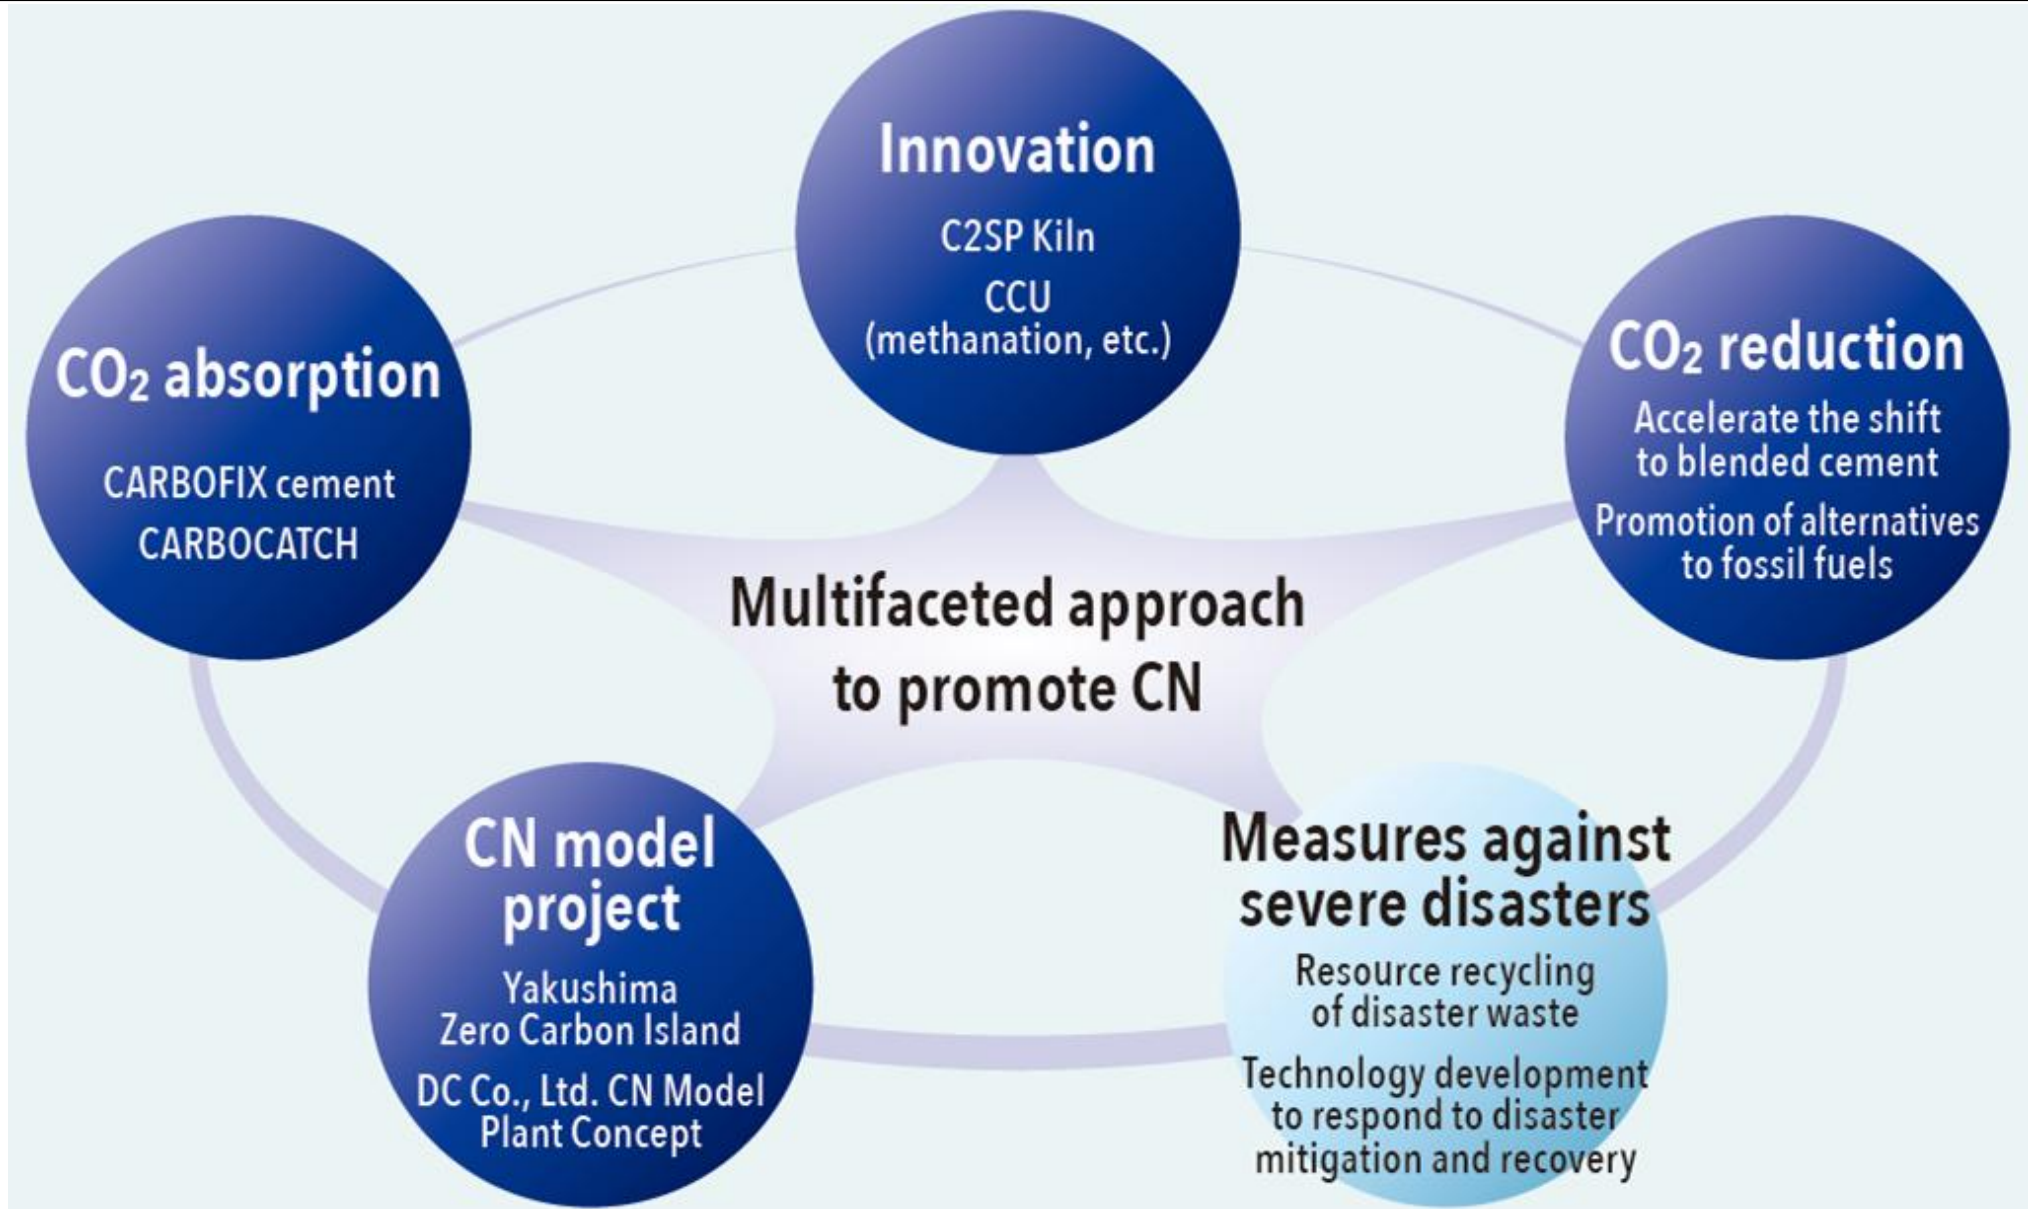 Innovation
C2SP Kiln
CCU
(methanation, etc.)
CO₂ absorption
CARBOFIX cement
CARBOCATCH
CO₂ reduction
Accelerate the shift
to blended cement
Promotion of alternatives
to fossil fuels
Multifaceted approach
to promote CN
CN model
project
Yakushima
Zero Carbon Island
DC Co., Ltd. CN Model
Plant Concept
Measures against
severe disasters
Resource recycling
of disaster waste
Technology development
to respond to disaster
mitigation and recovery